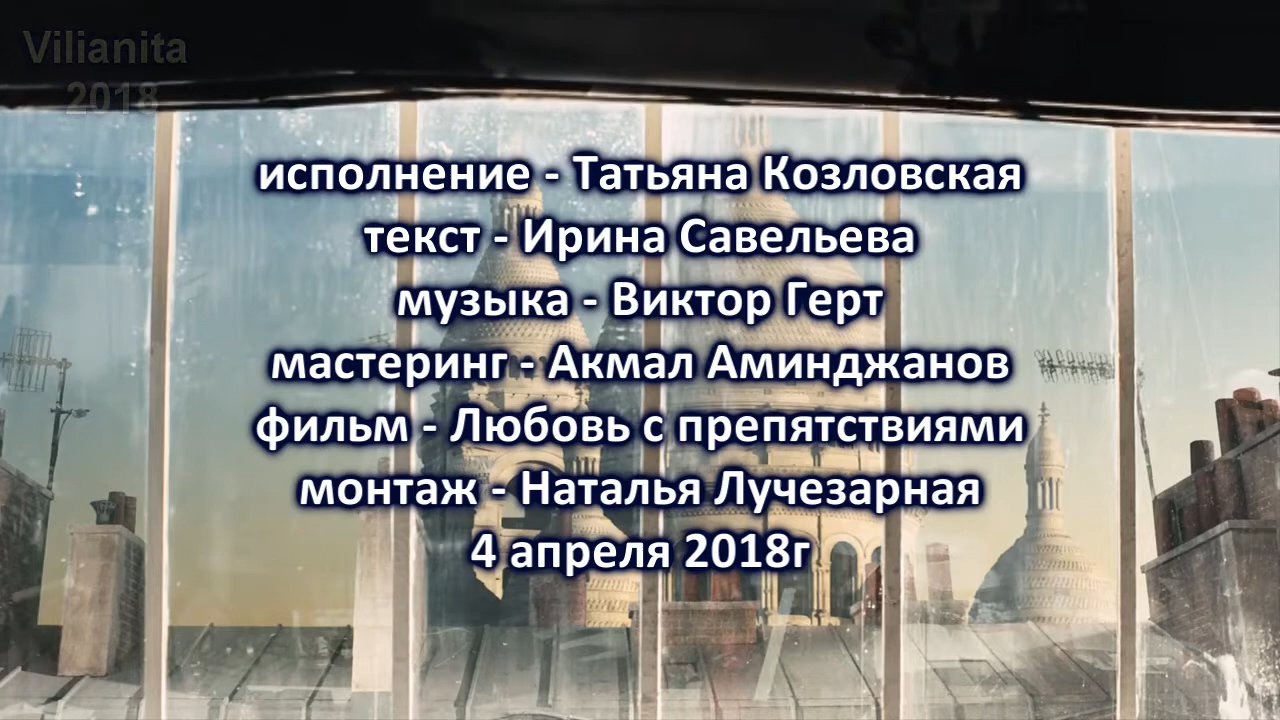 Vilianita
2018
исполнение - Татьяна Козловская
текст - Ирина Савельева
музыка - Виктор Герт
мастеринг - Акмал Аминджанов
фильм - Любовь с препятствиями
монтаж - Наталья Лучезарная
4 апреля 2018г